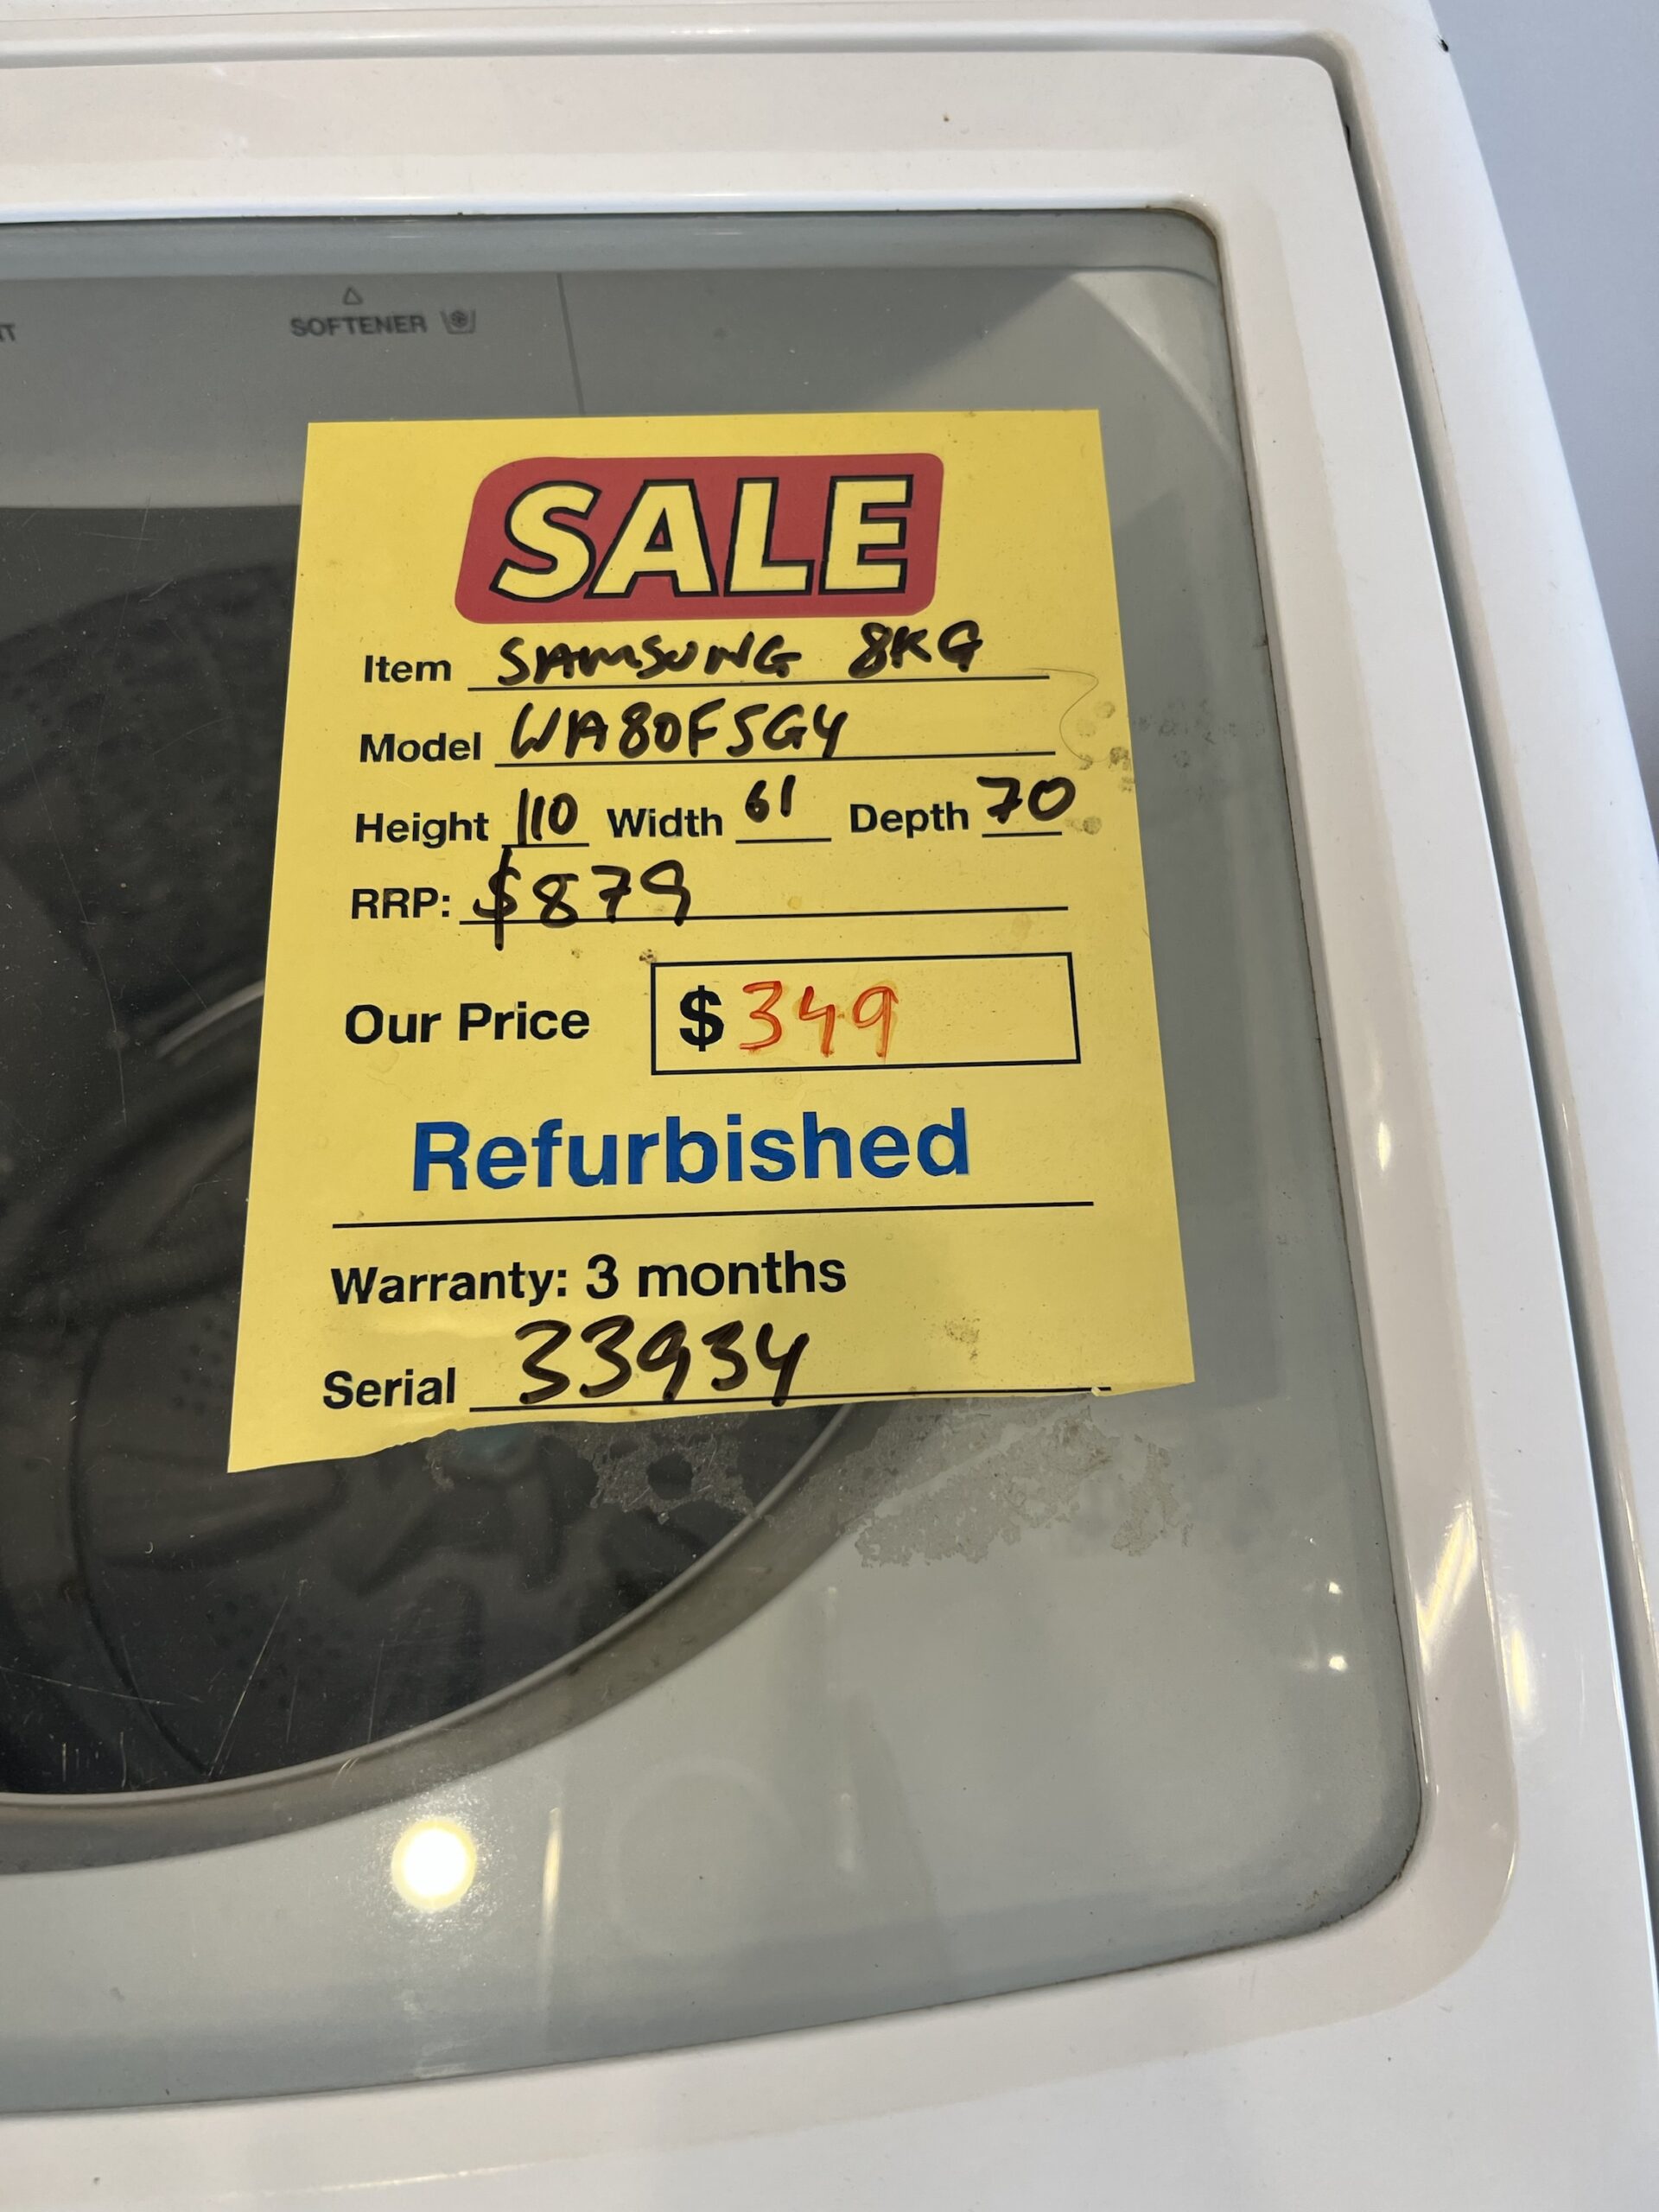 SOFTENER
SALE
Item SAMSUNG 8KG
Model WA80F5G4
Height 110 Width 61 Depth 70
RRP: $879
Our Price $349
Refurbished
Warranty: 3 months
Serial 33934